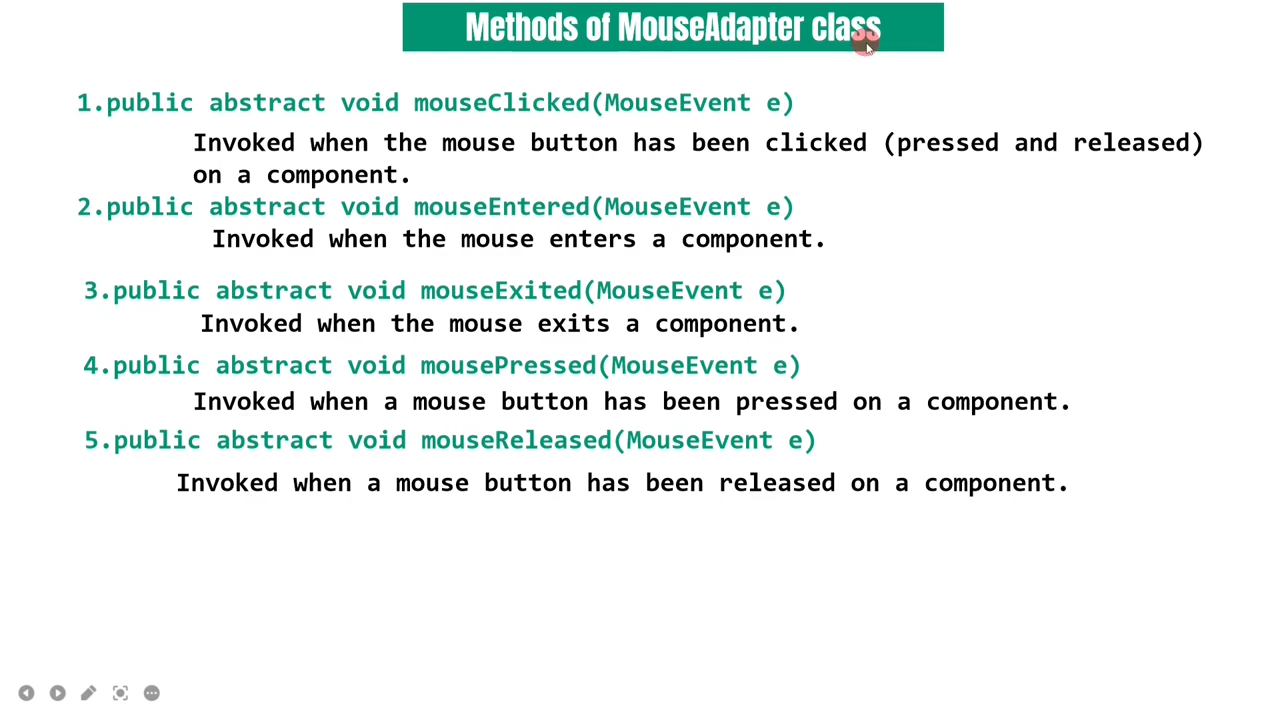 Methods of MouseAdapter class
1.public abstract void mouseClicked(MouseEvent e)
Invoked when the mouse button has been clicked (pressed and released)
on a component.
2.public abstract void mouseEntered(MouseEvent e)
Invoked when the mouse enters a component.
3.public abstract void mouseExited(MouseEvent e)
Invoked when the mouse exits a component.
4.public abstract void mousePressed(MouseEvent e)
Invoked when a mouse button has been pressed on a component.
5.public abstract void mouseReleased(MouseEvent e)
Invoked when a mouse button has been released on a component.